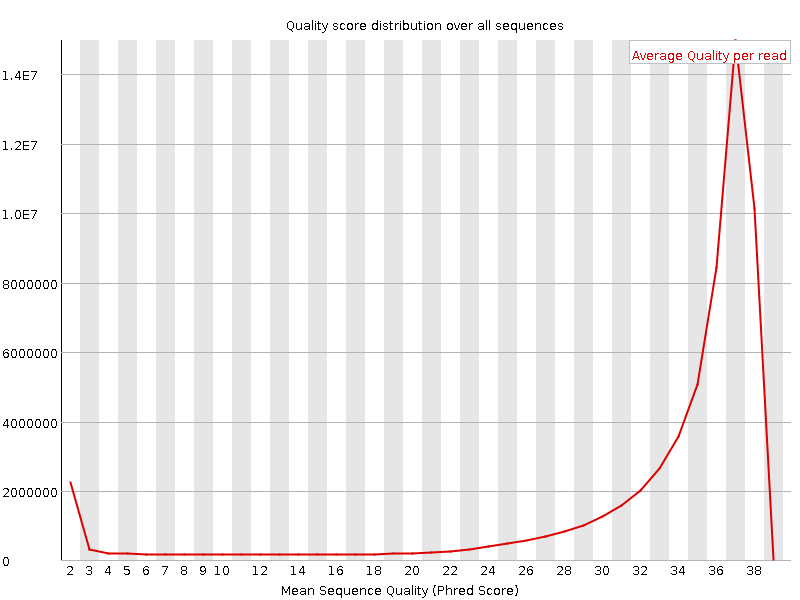 Quality score distribution over all sequences
Average Quality per read
1.4E7
1.2E7
1.0E7
8000000
6000000
4000000
2000000
0
2 3 4 5 6 7 8 9 10 12 14 16 18 20 22 24 26 28 30 32 34 36 38
Mean Sequence Quality (Phred Score)